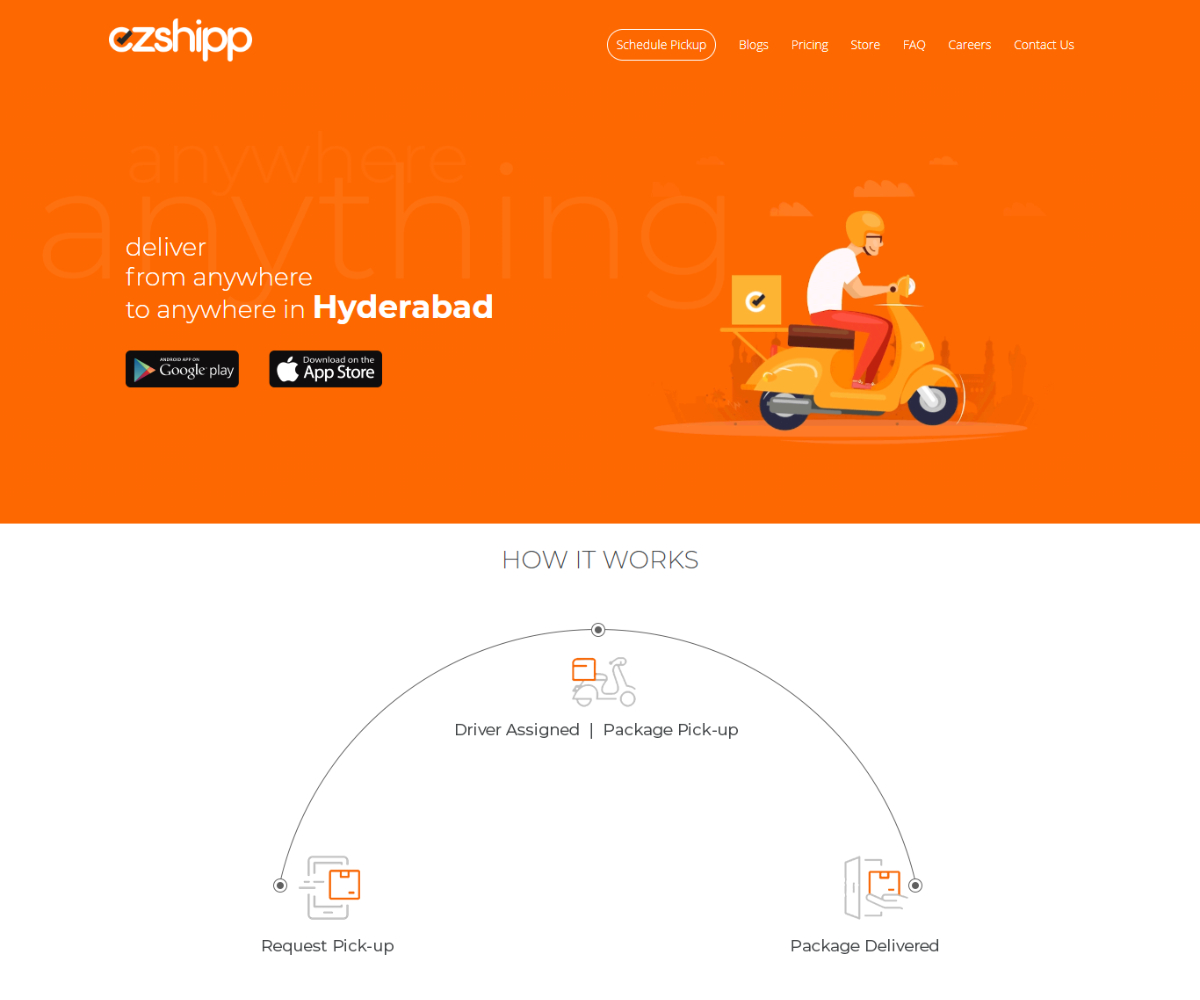 ezshipp
Schedule Pickup Blogs Pricing Store FAQ Careers Contact Us
anywhere
anything
deliver
from anywhere
to anywhere in Hyderabad
ANDROID APP ON
Google play
Download on the
App Store
HOW IT WORKS
Driver Assigned | Package Pick-up
Request Pick-up
Package Delivered